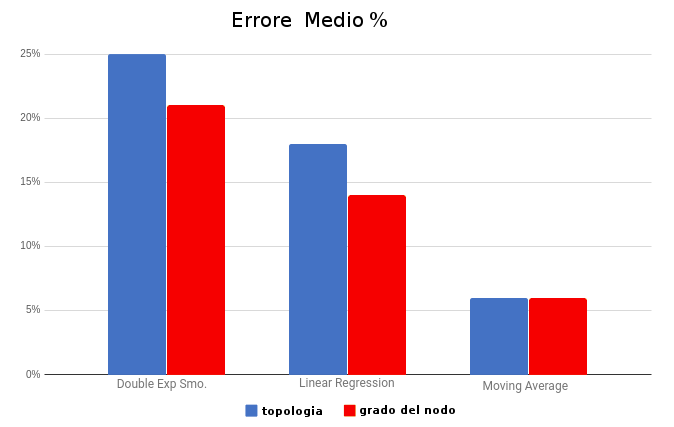 Errore  Medio %
25%
20%
15%
10%
5%
0%
Double Exp Smo.
Linear Regression
Moving Average
topologia
grado del nodo